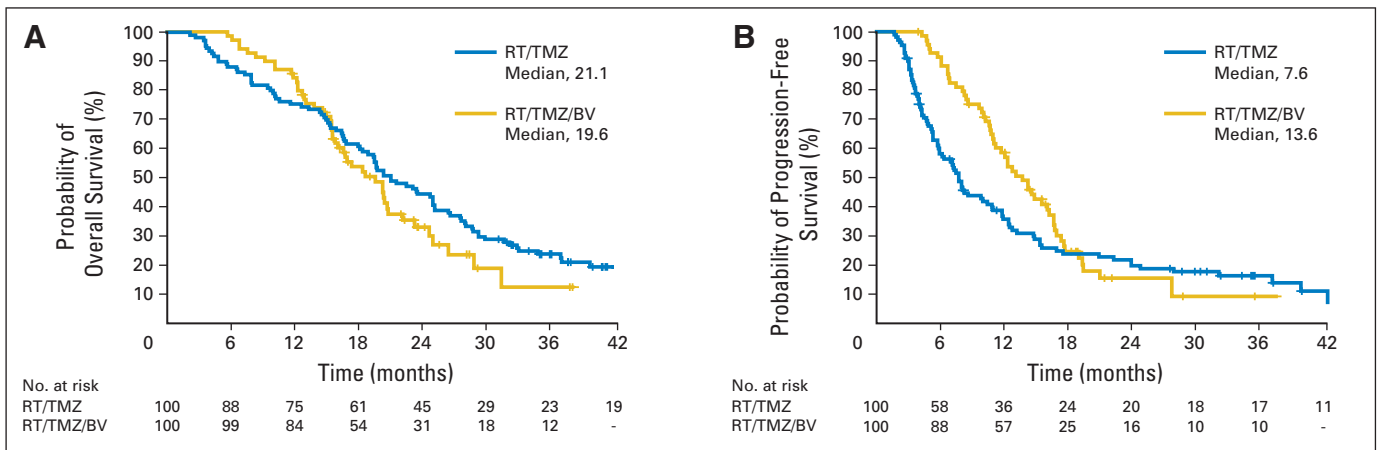 A
Probability of
Overall Survival (%)
100
90
80
70
60
50
40
30
20
10
RT/TMZ
Median, 21.1
RT/TMZ/BV
Median, 19.6
0 6 12 18 24 30 36 42
Time (months)
No. at risk
RT/TMZ 100 88 75 61 45 29 23 19
RT/TMZ/BV 100 99 84 54 31 18 12 -
B
Probability of Progression-Free
Survival (%)
100
90
80
70
60
50
40
30
20
10
RT/TMZ
Median, 7.6
RT/TMZ/BV
Median, 13.6
0 6 12 18 24 30 36 42
Time (months)
No. at risk
RT/TMZ 100 58 36 24 20 18 17 11
RT/TMZ/BV 100 88 57 25 16 10 10 -